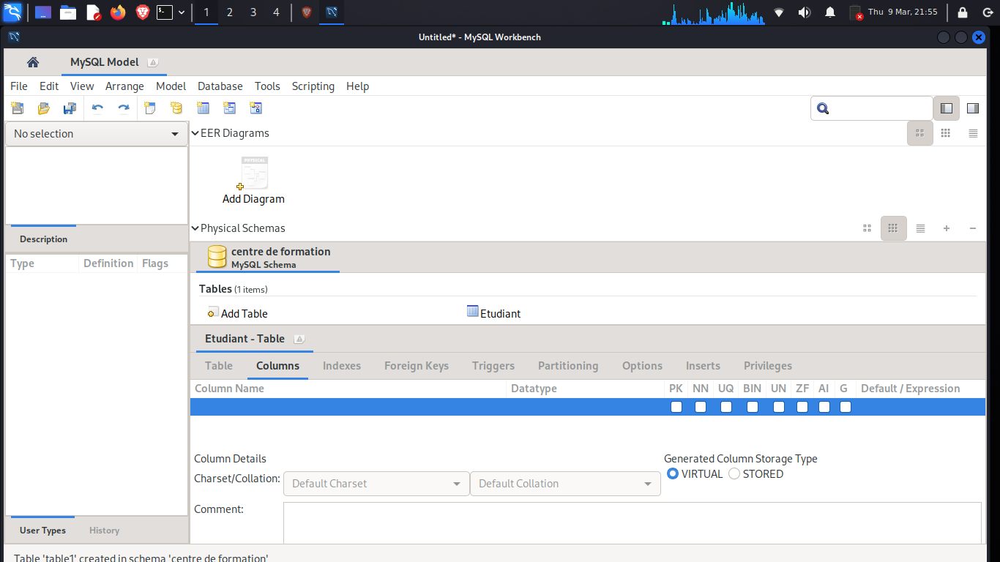 1 2 3 4 Thu 9 Mar, 21:55
Untitled* - MySQL Workbench
MySQL Model
File Edit View Arrange Model Database Tools Scripting Help
No selection
EER Diagrams
PHYSICAL
Add Diagram
Physical Schemas
Description
centre de formation
MySQL Schema
Type Definition Flags
Tables (1 items)
Add Table Etudiant
Etudiant - Table
Table Columns Indexes Foreign Keys Triggers Partitioning Options Inserts Privileges
Column Name Datatype PK NN UQ BIN UN ZF AI G Default / Expression
Column Details Generated Column Storage Type
Charset/Collation: Default Charset Default Collation VIRTUAL STORED
Comment:
User Types History
Table 'table1' created in schema 'centre de formation'